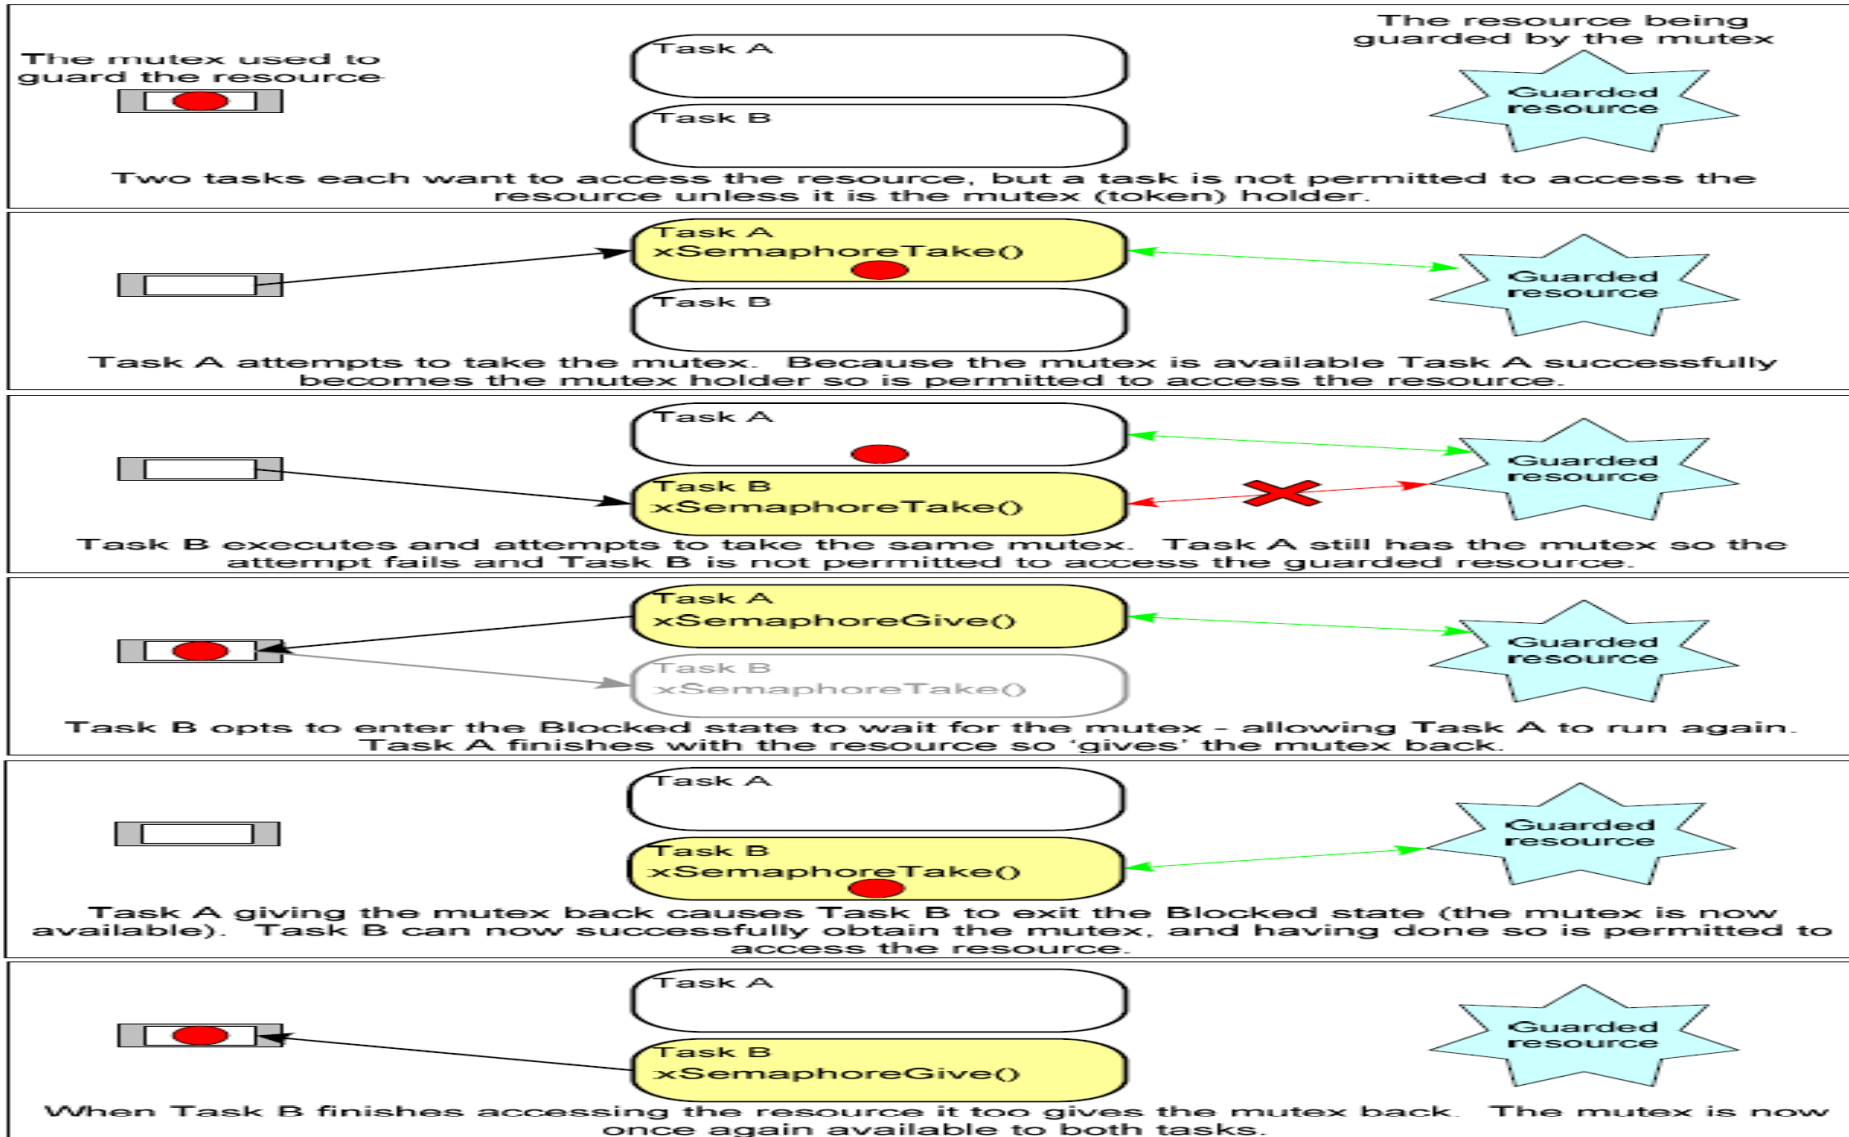 The mutex used to
guard the resource
Task A
The resource being
guarded by the mutex
Guarded
resource
Task B
Two tasks each want to access the resource, but a task is not permitted to access the
resource unless it is the mutex (token) holder.
Task A
xSemaphoreTake()
Guarded
resource
Task B
Task A attempts to take the mutex.  Because the mutex is available Task A successfully
becomes the mutex holder so is permitted to access the resource.
Task A
Guarded
resource
Task B
xSemaphoreTake()
Task B executes and attempts to take the same mutex.  Task A still has the mutex so the
attempt fails and Task B is not permitted to access the guarded resource.
Task A
xSemaphoreGive()
Guarded
resource
Task B
xSemaphoreTake()
Task B opts to enter the Blocked state to wait for the mutex - allowing Task A to run again.
Task A finishes with the resource so ‘gives’ the mutex back.
Task A
Guarded
resource
Task B
xSemaphoreTake()
Task A giving the mutex back causes Task B to exit the Blocked state (the mutex is now
available).  Task B can now successfully obtain the mutex, and having done so is permitted to
access the resource.
Task A
Guarded
resource
Task B
xSemaphoreGive()
When Task B finishes accessing the resource it too gives the mutex back.  The mutex is now
once again available to both tasks.